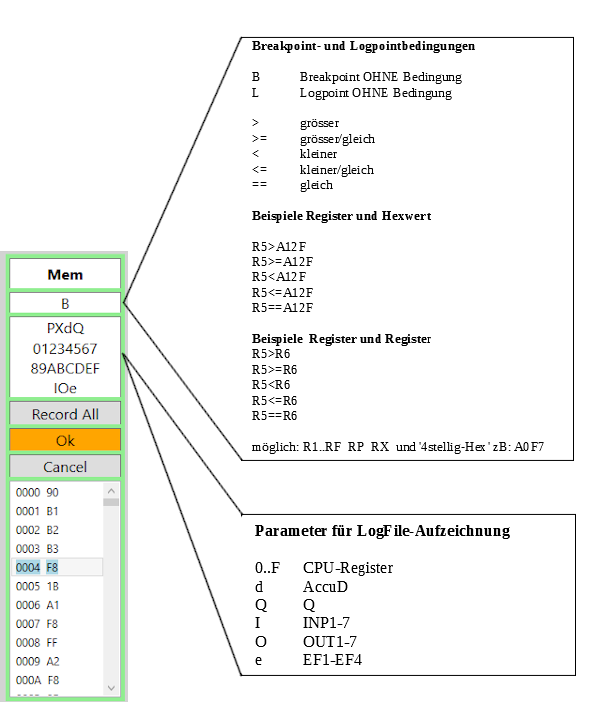 Breakpoint- und Logpointbedingungen
B Breakpoint OHNE Bedingung
L Logpoint OHNE Bedingung
> grösser
>= grösser/gleich
< kleiner
<= kleiner/gleich
== gleich
Beispiele Register und Hexwert
R5>A12F
R5>=A12F
R5<A12F
R5<=A12F
R5==A12F
Beispiele Register und Register
R5>R6
R5>=R6
R5<R6
R5<=R6
R5==R6
möglich: R1..RF RP RX und '4stellig-Hex' zB: A0F7
Mem
B
PXdQ
01234567
89ABCDEF
IOe
Record All
Ok
Cancel
0000 90
0001 B1
0002 B2
0003 B3
0004 F8
0005 1B
0006 A1
0007 F8
0008 FF
0009 A2
000A F8
Parameter für LogFile-Aufzeichnung
0..F CPU-Register
d AccuD
Q Q
I INP1-7
O OUT1-7
e EF1-EF4